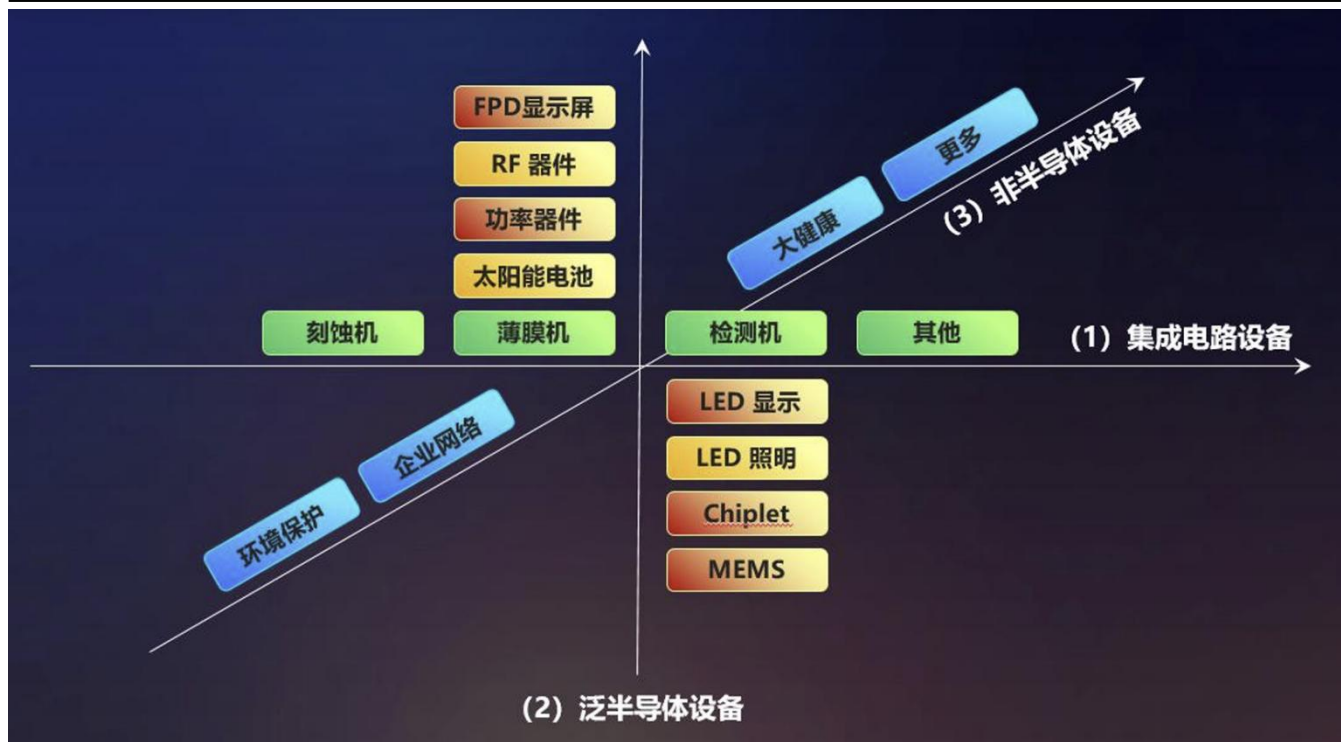 FPD显示屏
RF 器件
功率器件
太阳能电池
更多
大健康
(3) 非半导体设备
刻蚀机
薄膜机
检测机
其他
(1) 集成电路设备
企业网络
环境保护
LED 显示
LED 照明
Chiplet
MEMS
(2) 泛半导体设备